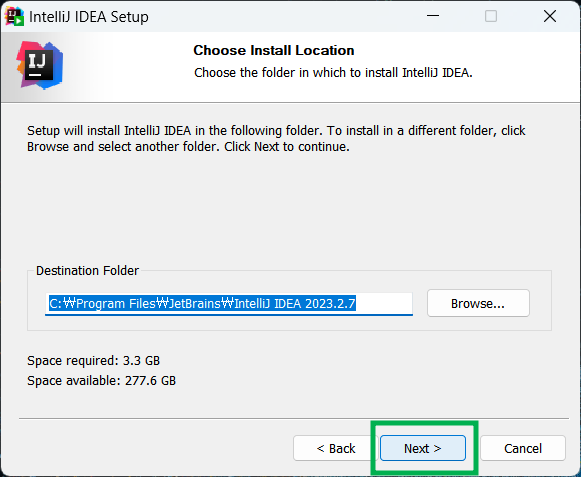 IntelliJ IDEA Setup
IJ
Choose Install Location
Choose the folder in which to install IntelliJ IDEA.
Setup will install IntelliJ IDEA in the following folder. To install in a different folder, click
Browse and select another folder. Click Next to continue.
Destination Folder
C:₩Program Files₩JetBrains₩IntelliJ IDEA 2023.2.7
Browse...
Space required: 3.3 GB
Space available: 277.6 GB
< Back
Next >
Cancel